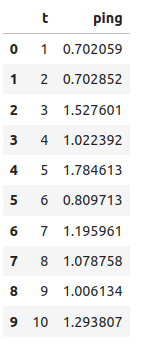 t ping
0 1 0.702059
1 2 0.702852
2 3 1.527601
3 4 1.022392
4 5 1.784613
5 6 0.809713
6 7 1.195961
7 8 1.078758
8 9 1.006134
9 10 1.293807